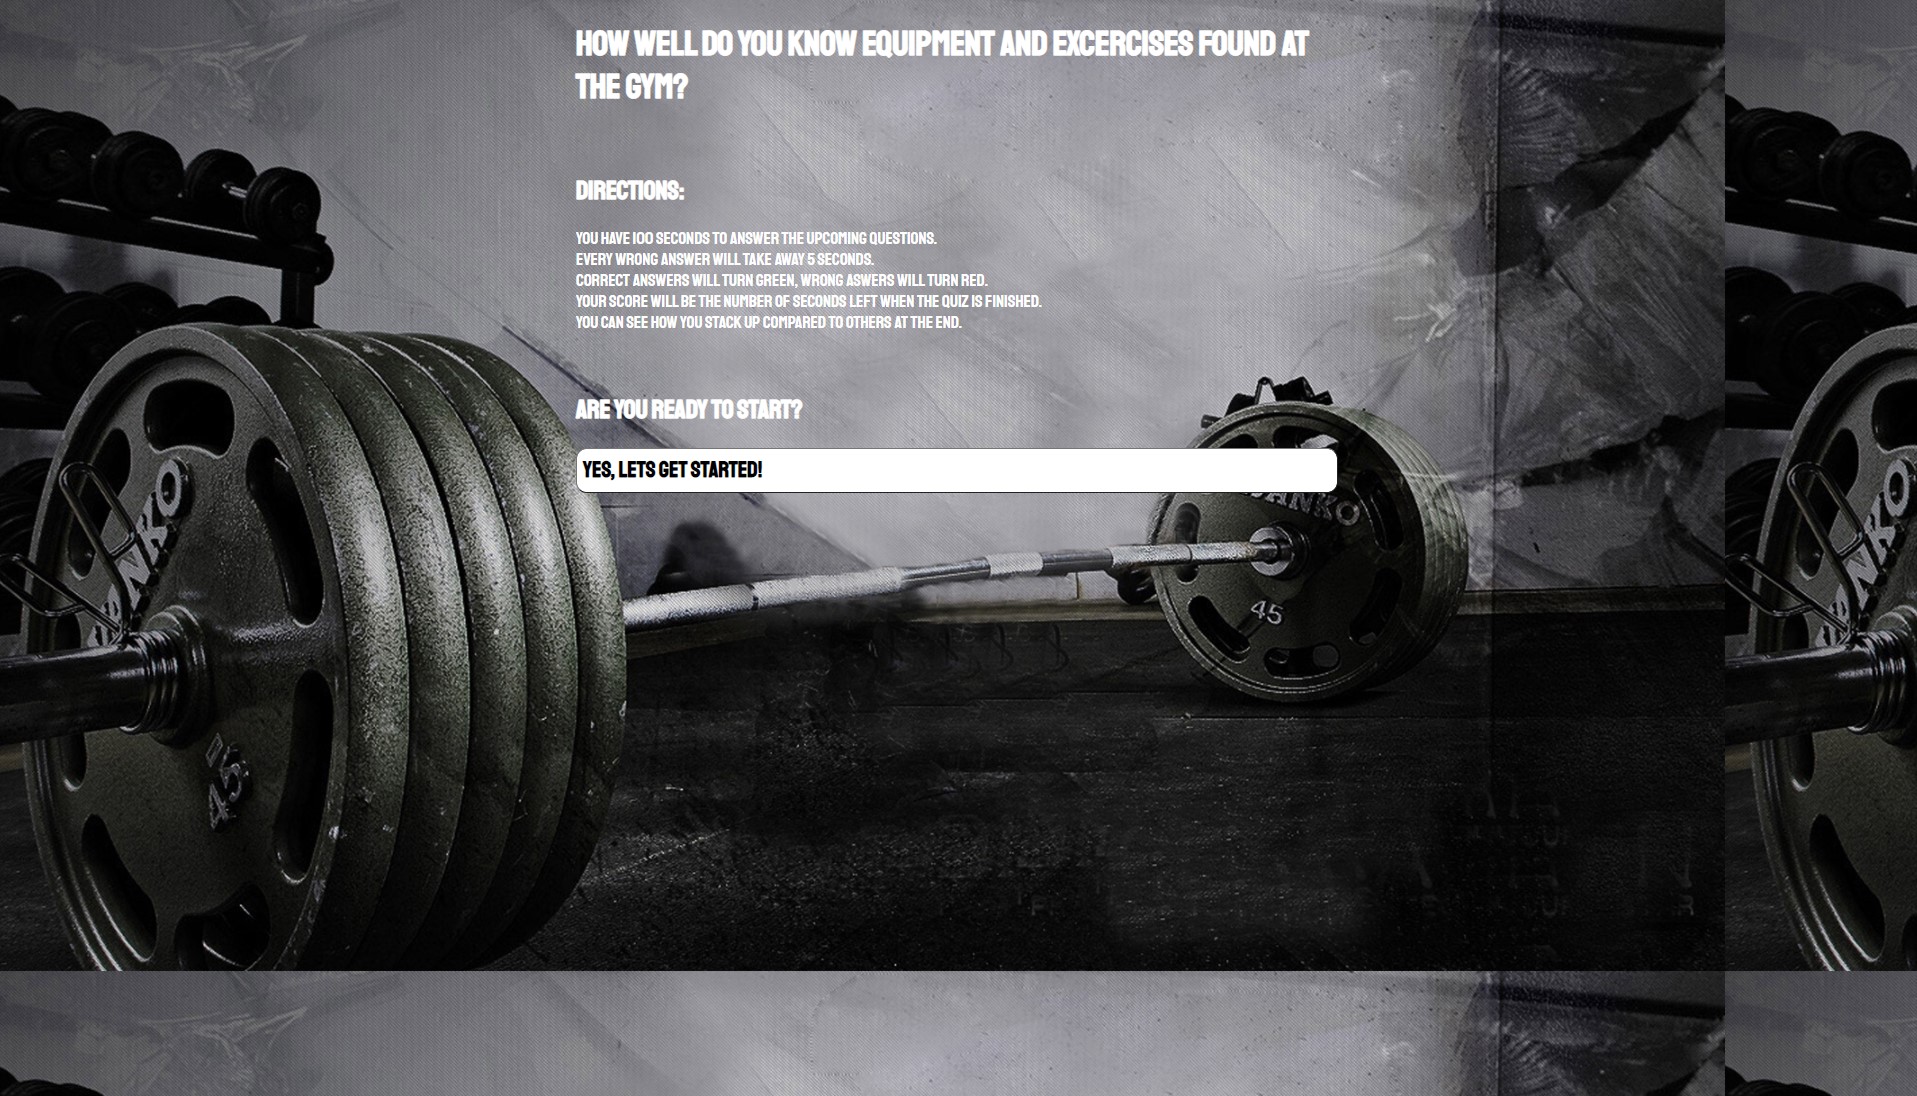 HOW WELL DO YOU KNOW EQUIPMENT AND EXCERCISES FOUND AT
THE GYM?
DIRECTIONS:
YOU HAVE 100 SECONDS TO ANSWER THE UPCOMING QUESTIONS.
EVERY WRONG ANSWER WILL TAKE AWAY 5 SECONDS.
CORRECT ANSWERS WILL TURN GREEN, WRONG ASWERS WILL TURN RED.
YOUR SCORE WILL BE THE NUMBER OF SECONDS LEFT WHEN THE QUIZ IS FINISHED.
YOU CAN SEE HOW YOU STACK UP COMPARED TO OTHERS AT THE END.
ARE YOU READY TO START?
YES, LETS GET STARTED!
45
45